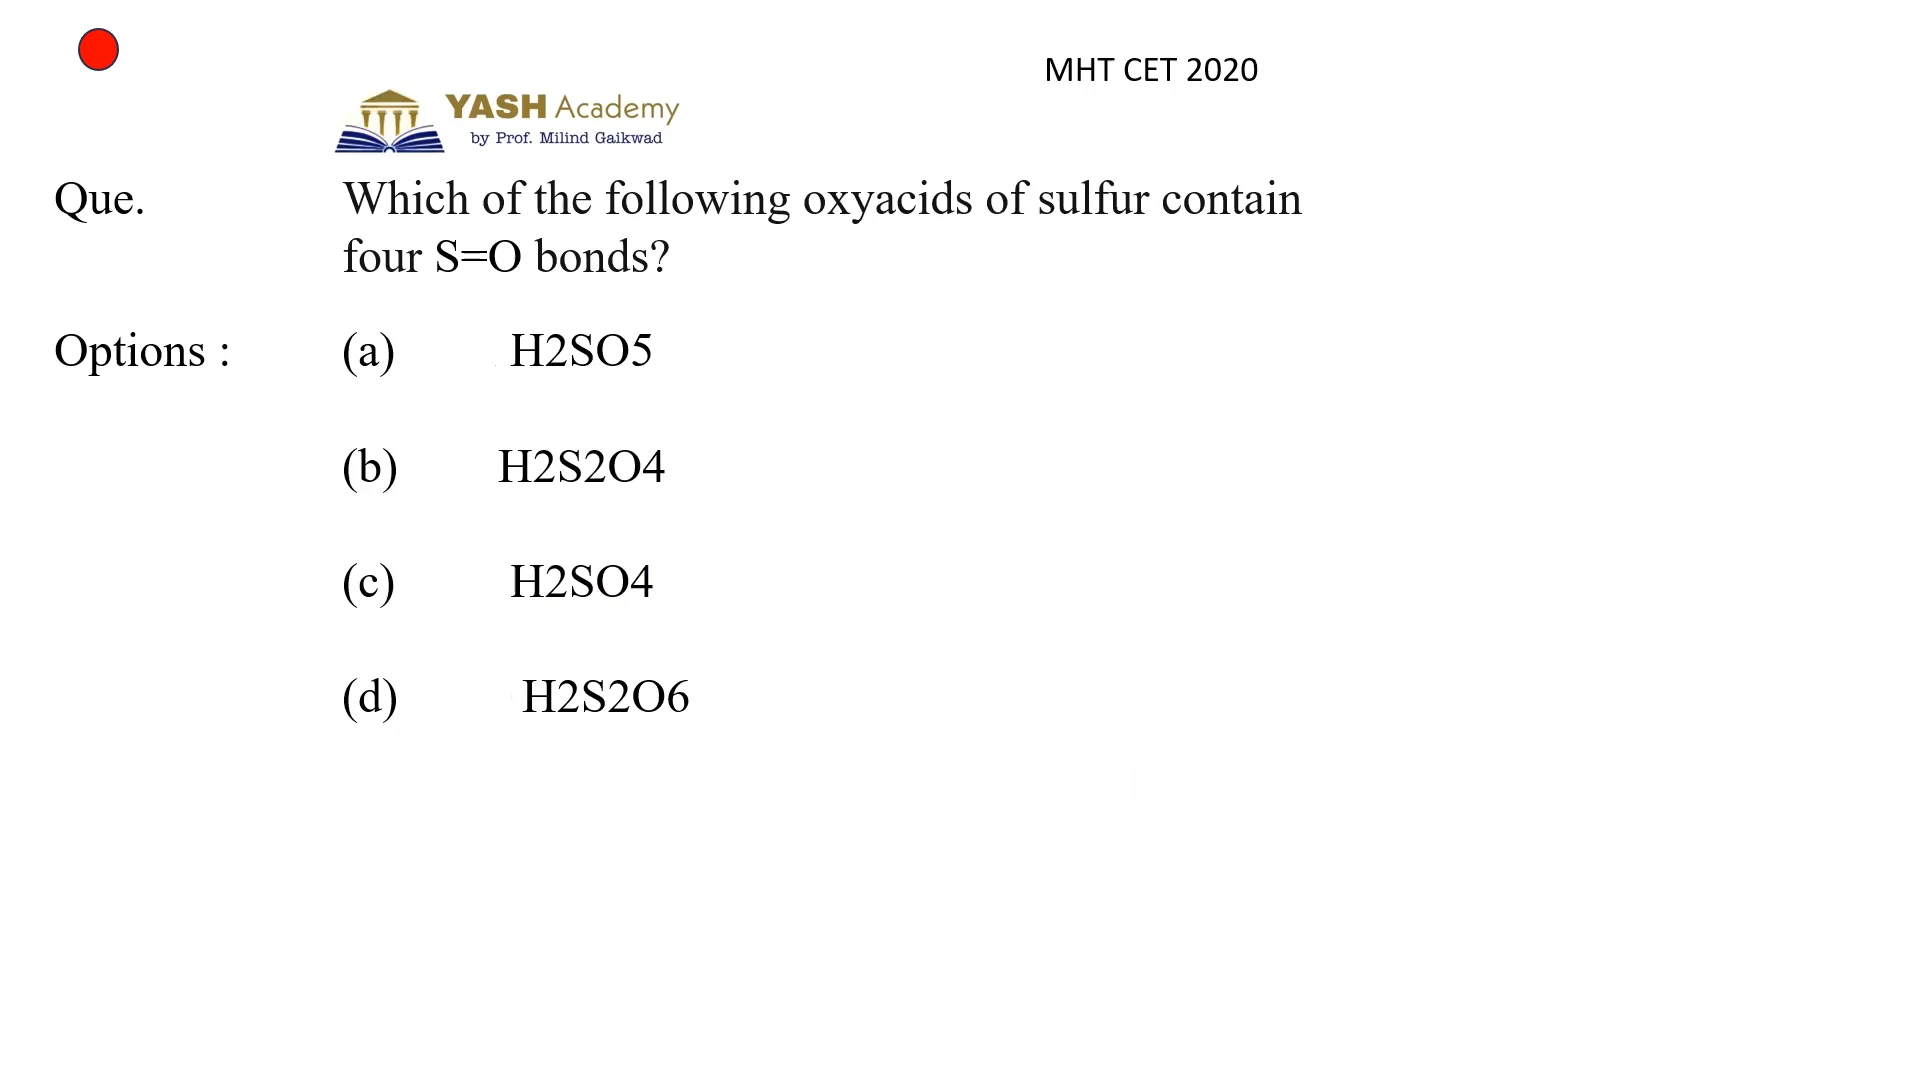 MHT CET 2020
YASH Academy
by Prof. Milind Gaikwad
Que. Which of the following oxyacids of sulfur contain
four S=O bonds?
Options : (a) H2SO5
(b) H2S2O4
(c) H2SO4
(d) H2S2O6